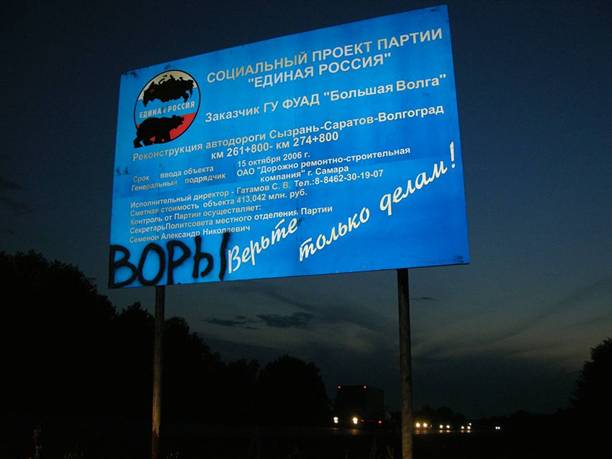 СОЦИАЛЬНЫЙ ПРОЕКТ ПАРТИИ
"ЕДИНАЯ РОССИЯ"
ЕДИНАЯ РОССИЯ
Заказчик ГУ ФУАД "Большая Волга"
Реконструкция автодороги Сызрань-Саратов-Волгоград
км 261+800- км 274+800
Срок ввода объекта 15 октября 2006 г.
Генеральный подрядчик ОАО "Дорожно ремонтно-строительная
компания" г. Самара
Исполнительный директор - Гатамов С. В. Тел.:8-8462-30-19-07
Сметная стоимость объекта 413,042 млн. руб.
Контроль от Партии осуществляет:
Секретарь Политсовета местного отделения Партии
Семенов Александр Николаевич
Верьте только делам!
ВОРЫ